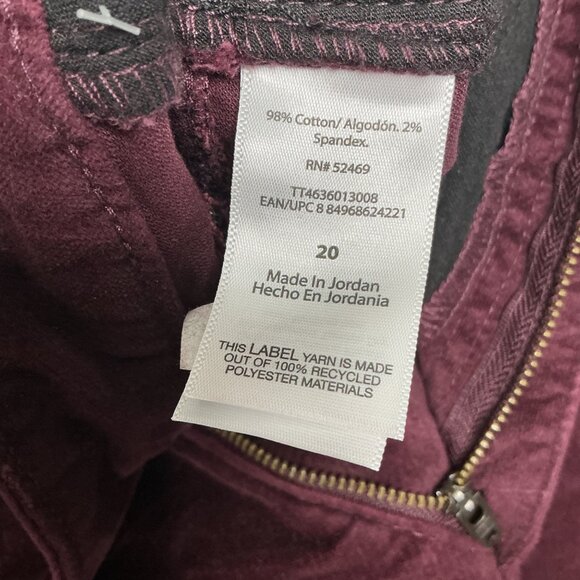 98% Cotton/ Algodón. 2%
Spandex.
RN# 52469
TT4636013008
EAN/UPC 8 84968624221
20
Made In Jordan
Hecho En Jordania
THIS LABEL YARN IS MADE
OUT OF 100% RECYCLED
POLYESTER MATERIALS